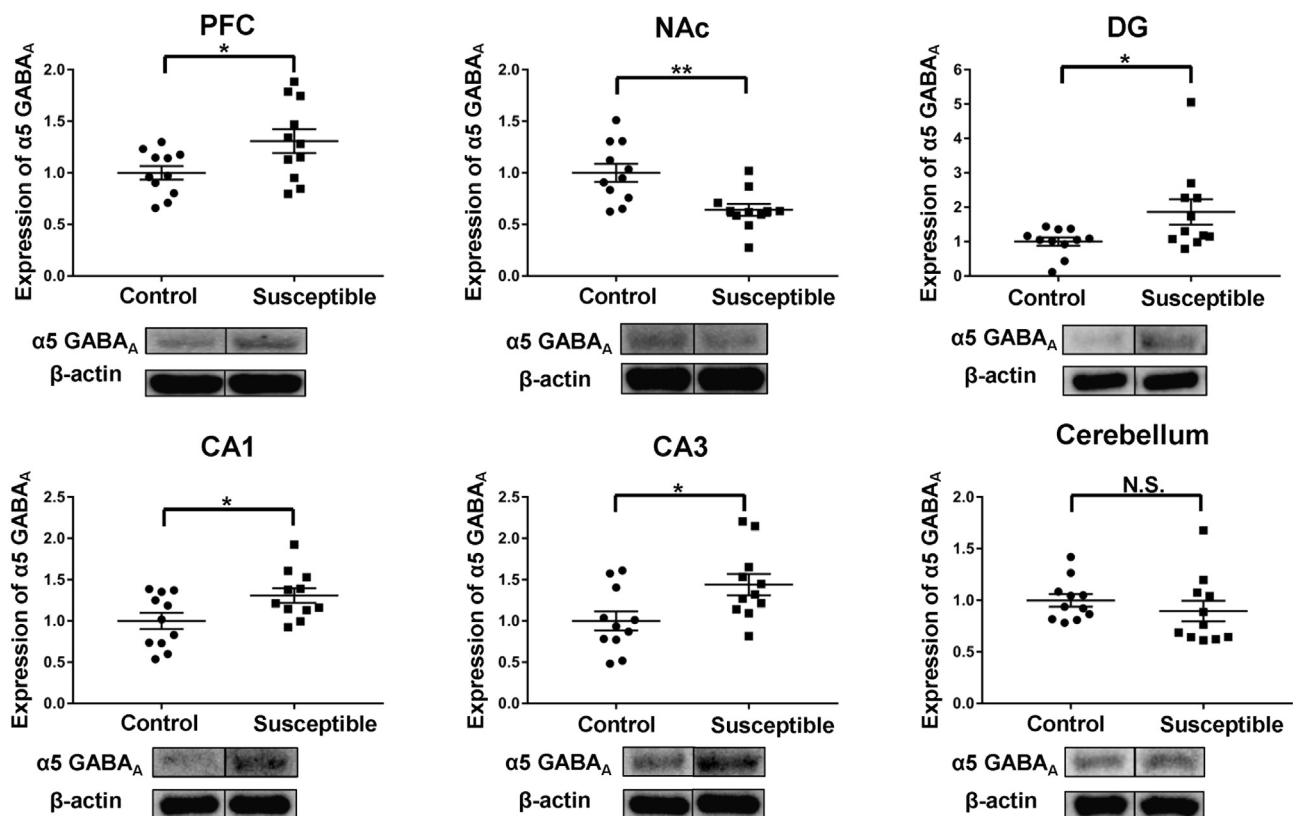 PFC
*
Expression of α5 GABAA
2.0
1.5
1.0
0.5
0.0
Control Susceptible
α5 GABAA
β-actin
NAc
**
Expression of α5 GABAA
2.0
1.5
1.0
0.5
0.0
Control Susceptible
α5 GABAA
β-actin
DG
*
Expression of α5 GABAA
6
5
4
3
2
1
0
Control Susceptible
α5 GABAA
β-actin
CA1
*
Expression of α5 GABAA
2.5
2.0
1.5
1.0
0.5
0.0
Control Susceptible
α5 GABAA
β-actin
CA3
*
Expression of α5 GABAA
2.5
2.0
1.5
1.0
0.5
0.0
Control Susceptible
α5 GABAA
β-actin
Cerebellum
N.S.
Expression of α5 GABAA
2.0
1.5
1.0
0.5
0.0
Control Susceptible
α5 GABAA
β-actin